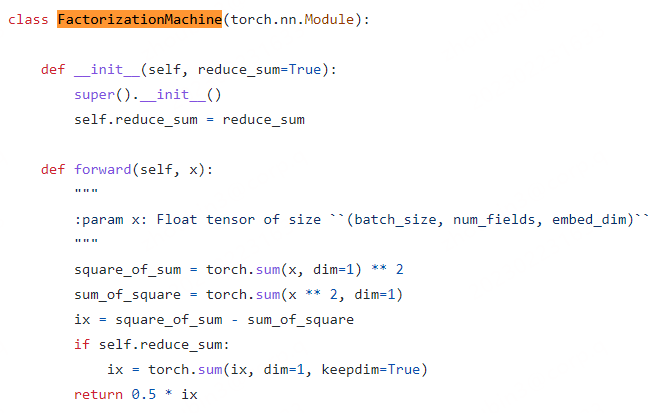 class FactorizationMachine(torch.nn.Module):
    def __init__(self, reduce_sum=True):
        super().__init__()
        self.reduce_sum = reduce_sum
    def forward(self, x):
        """
        :param x: Float tensor of size ``(batch_size, num_fields, embed_dim)``
        """
        square_of_sum = torch.sum(x, dim=1) ** 2
        sum_of_square = torch.sum(x ** 2, dim=1)
        ix = square_of_sum - sum_of_square
        if self.reduce_sum:
            ix = torch.sum(ix, dim=1, keepdim=True)
        return 0.5 * ix